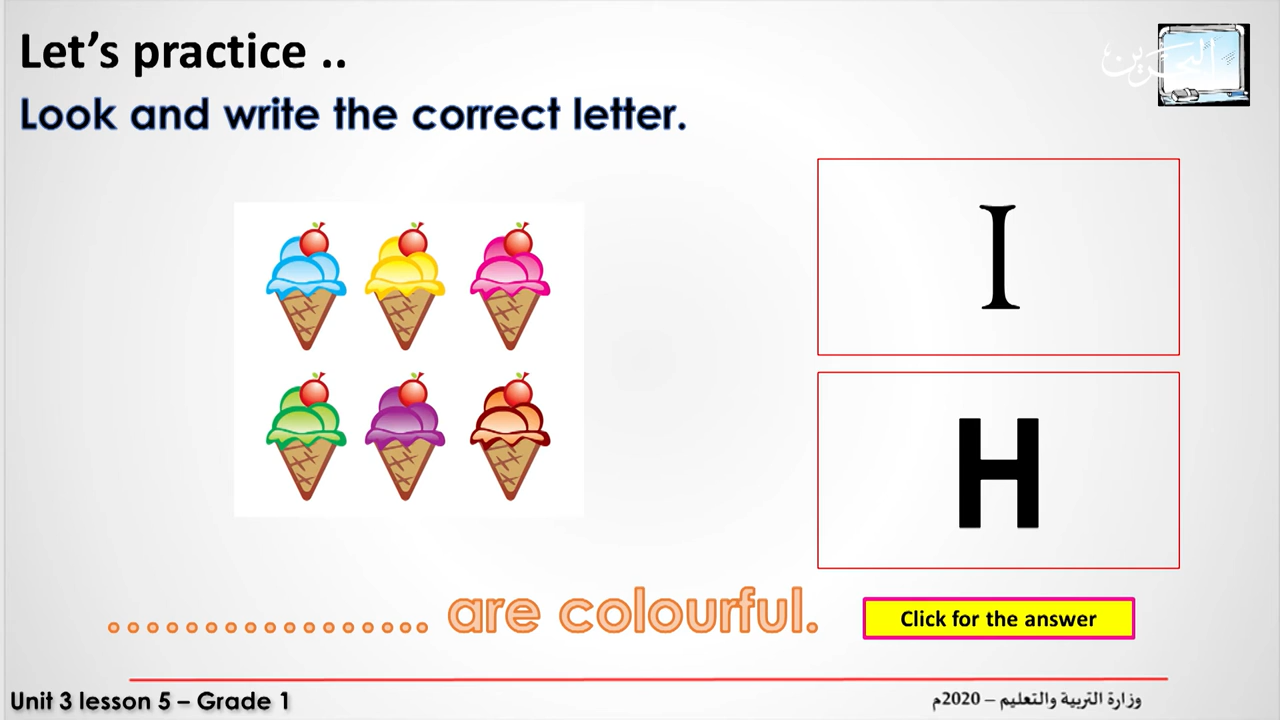 Let’s practice ..
البحرين
Look and write the correct letter.
I
H
................. are colourful.
Click for the answer
Unit 3 lesson 5 – Grade 1
وزارة التربية والتعليم – 2020م